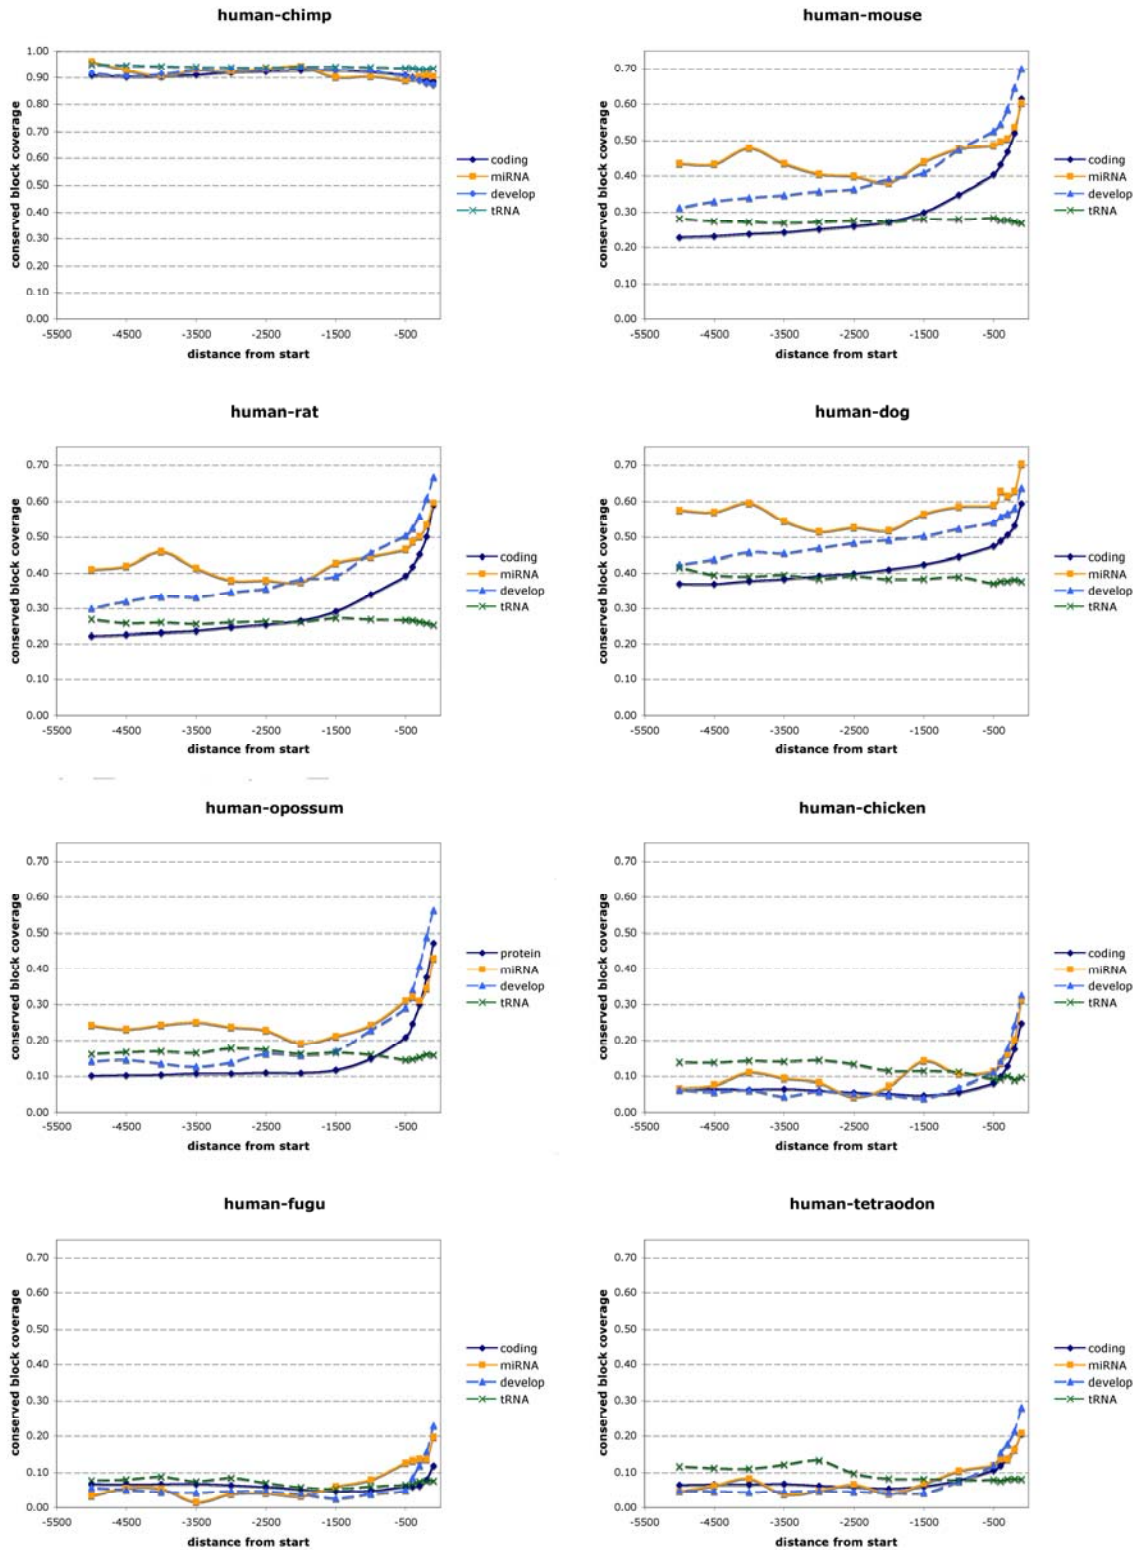 human-chimp
conserved block coverage
1.00
0.90
0.80
0.70
0.60
0.50
0.40
0.30
0.20
0.10
0.00
-5500 -4500 -3500 -2500 -1500 -500
distance from start
coding
miRNA
develop
tRNA
human-mouse
conserved block coverage
0.70
0.60
0.50
0.40
0.30
0.20
0.10
0.00
-5500 -4500 -3500 -2500 -1500 -500
distance from start
coding
miRNA
develop
tRNA
human-rat
conserved block coverage
0.70
0.60
0.50
0.40
0.30
0.20
0.10
0.00
-5500 -4500 -3500 -2500 -1500 -500
distance from start
coding
miRNA
develop
tRNA
human-dog
conserved block coverage
0.70
0.60
0.50
0.40
0.30
0.20
0.10
0.00
-5500 -4500 -3500 -2500 -1500 -500
distance from start
coding
miRNA
develop
tRNA
human-opossum
conserved block coverage
0.70
0.60
0.50
0.40
0.30
0.20
0.10
0.00
-5500 -4500 -3500 -2500 -1500 -500
distance from start
protein
miRNA
develop
tRNA
human-chicken
conserved block coverage
0.70
0.60
0.50
0.40
0.30
0.20
0.10
0.00
-5500 -4500 -3500 -2500 -1500 -500
distance from start
coding
miRNA
develop
tRNA
human-fugu
conserved block coverage
0.70
0.60
0.50
0.40
0.30
0.20
0.10
0.00
-5500 -4500 -3500 -2500 -1500 -500
distance from start
coding
miRNA
develop
tRNA
human-tetraodon
conserved block coverage
0.70
0.60
0.50
0.40
0.30
0.20
0.10
0.00
-5500 -4500 -3500 -2500 -1500 -500
distance from start
coding
miRNA
develop
tRNA